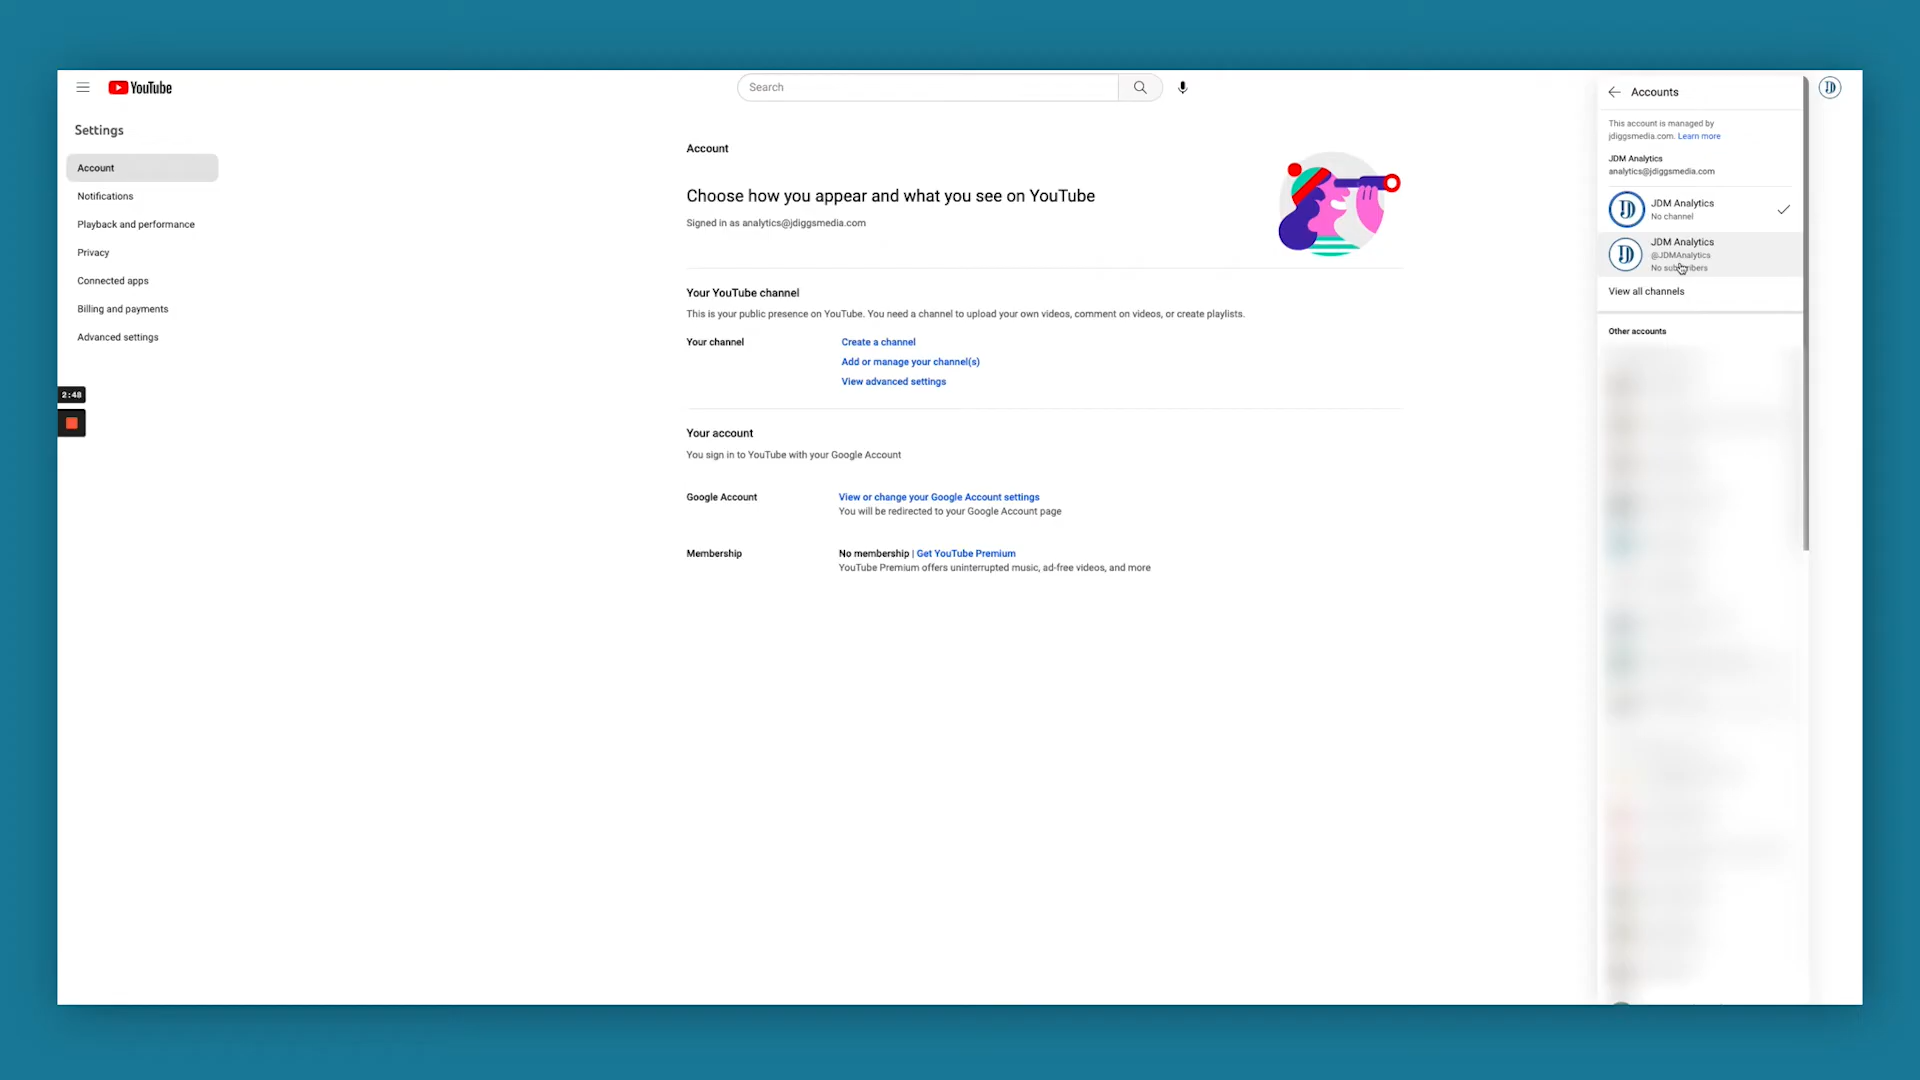 YouTube
Search
Settings
Account
Notifications
Playback and performance
Privacy
Connected apps
Billing and payments
Advanced settings
2:48
Account
Choose how you appear and what you see on YouTube
Signed in as analytics@jdiggsmedia.com
Your YouTube channel
This is your public presence on YouTube. You need a channel to upload your own videos, comment on videos, or create playlists.
Your channel
Create a channel
Add or manage your channel(s)
View advanced settings
Your account
You sign in to YouTube with your Google Account
Google Account
View or change your Google Account settings
You will be redirected to your Google Account page
Membership
No membership | Get YouTube Premium
YouTube Premium offers uninterrupted music, ad-free videos, and more
Accounts
This account is managed by
jdiggsmedia.com. Learn more
JDM Analytics
analytics@jdiggsmedia.com
JD
JDM Analytics
No channel
JD
JDM Analytics
@JDMAnalytics
No subscribers
View all channels
Other accounts
JD